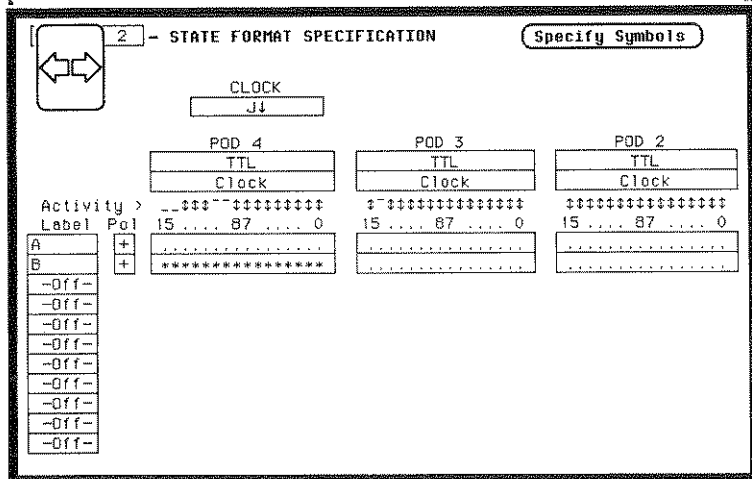 [ 2 - STATE FORMAT SPECIFICATION Specify Symbols
CLOCK
J↓
POD 4 POD 3 POD 2
TTL TTL TTL
Clock Clock Clock
Activity > __↕↕↕¯¯↕↕↕↕↕↕↕↕↕ ↕¯↕↕↕↕↕↕↕↕↕↕↕↕↕↕ ↕↕↕↕↕↕↕↕↕↕↕↕↕↕↕↕
Label Pol 15 .... 87 .... 0 15 .... 87 .... 0 15 .... 87 .... 0
A + ................ ................ ................
B + **************** ................ ................
-Off-
-Off-
-Off-
-Off-
-Off-
-Off-
-Off-
-Off-
-Off-